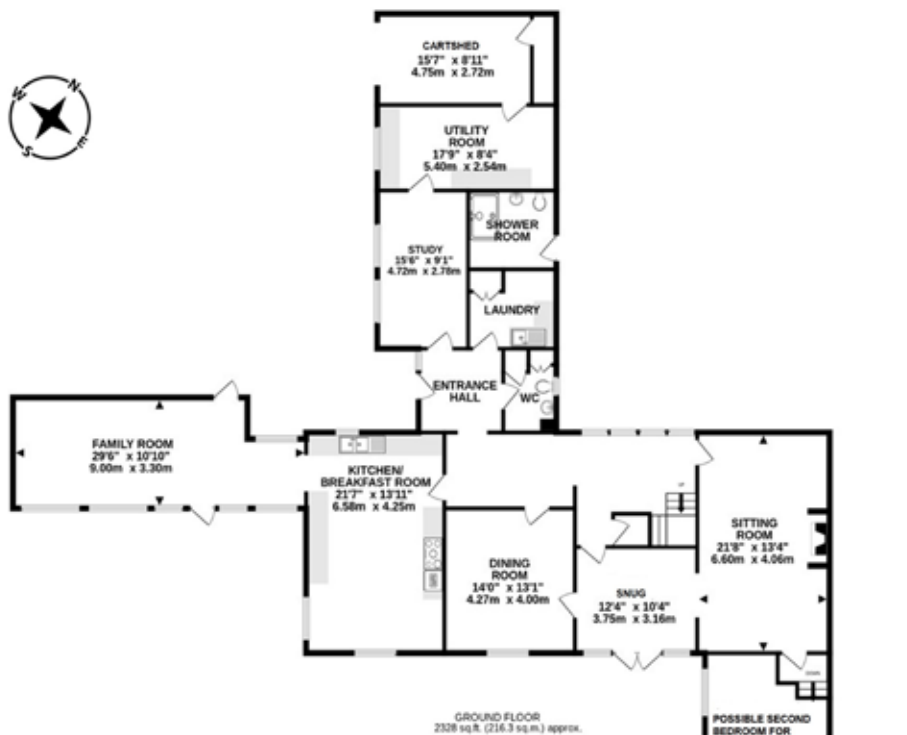 CARTSHED
15'7" x 8'11"
4.75m x 2.72m
N
W
E
S
UTILITY
ROOM
17'9" x 8'4"
5.40m x 2.54m
SHOWER
ROOM
STUDY
15'6" x 9'1"
4.72m x 2.78m
LAUNDRY
ENTRANCE
HALL
WC
FAMILY ROOM
29'6" x 10'10"
9.00m x 3.30m
KITCHEN/
BREAKFAST ROOM
21'7" x 13'11"
6.58m x 4.25m
UP
SITTING
ROOM
21'8" x 13'4"
6.60m x 4.06m
DINING
ROOM
14'0" x 13'1"
4.27m x 4.00m
SNUG
12'4" x 10'4"
3.75m x 3.16m
POSSIBLE SECOND
BEDROOM FOR
GROUND FLOOR
2328 sq.ft. (216.3 sq.m.) approx.